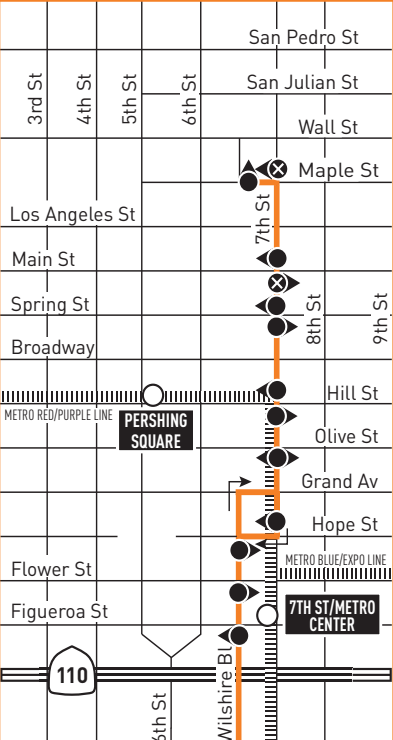 San Pedro St
San Julian St
3rd St
4th St
5th St
6th St
Wall St
Maple St
Los Angeles St
7th St
Main St
Spring St
8th St
9th St
Broadway
Hill St
METRO RED/PURPLE LINE
PERSHING
SQUARE
Olive St
Grand Av
Hope St
METRO BLUE/EXPO LINE
Flower St
Figueroa St
7TH ST/METRO
CENTER
110
6th St
Wilshire Bl